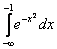 ∫_{-∞}^{-1} e^{-x^2} dx